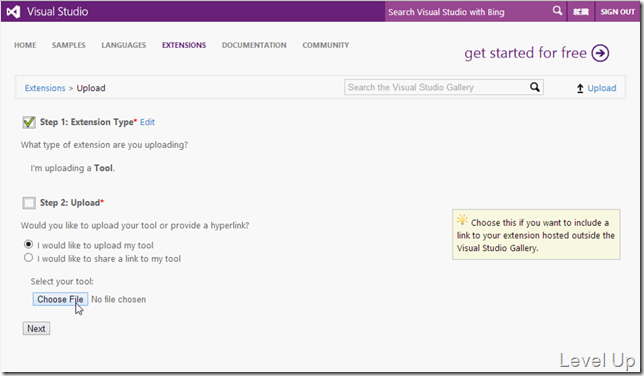 Visual Studio
Search Visual Studio with Bing
SIGN OUT
HOME SAMPLES LANGUAGES EXTENSIONS DOCUMENTATION COMMUNITY
get started for free
Extensions > Upload
Search the Visual Studio Gallery
Upload
Step 1: Extension Type* Edit
What type of extension are you uploading?
I'm uploading a Tool.
Step 2: Upload*
Would you like to upload your tool or provide a hyperlink?
I would like to upload my tool
I would like to share a link to my tool
Select your tool:
Choose File No file chosen
Next
Choose this if you want to include a
link to your extension hosted outside the
Visual Studio Gallery.
Level Up